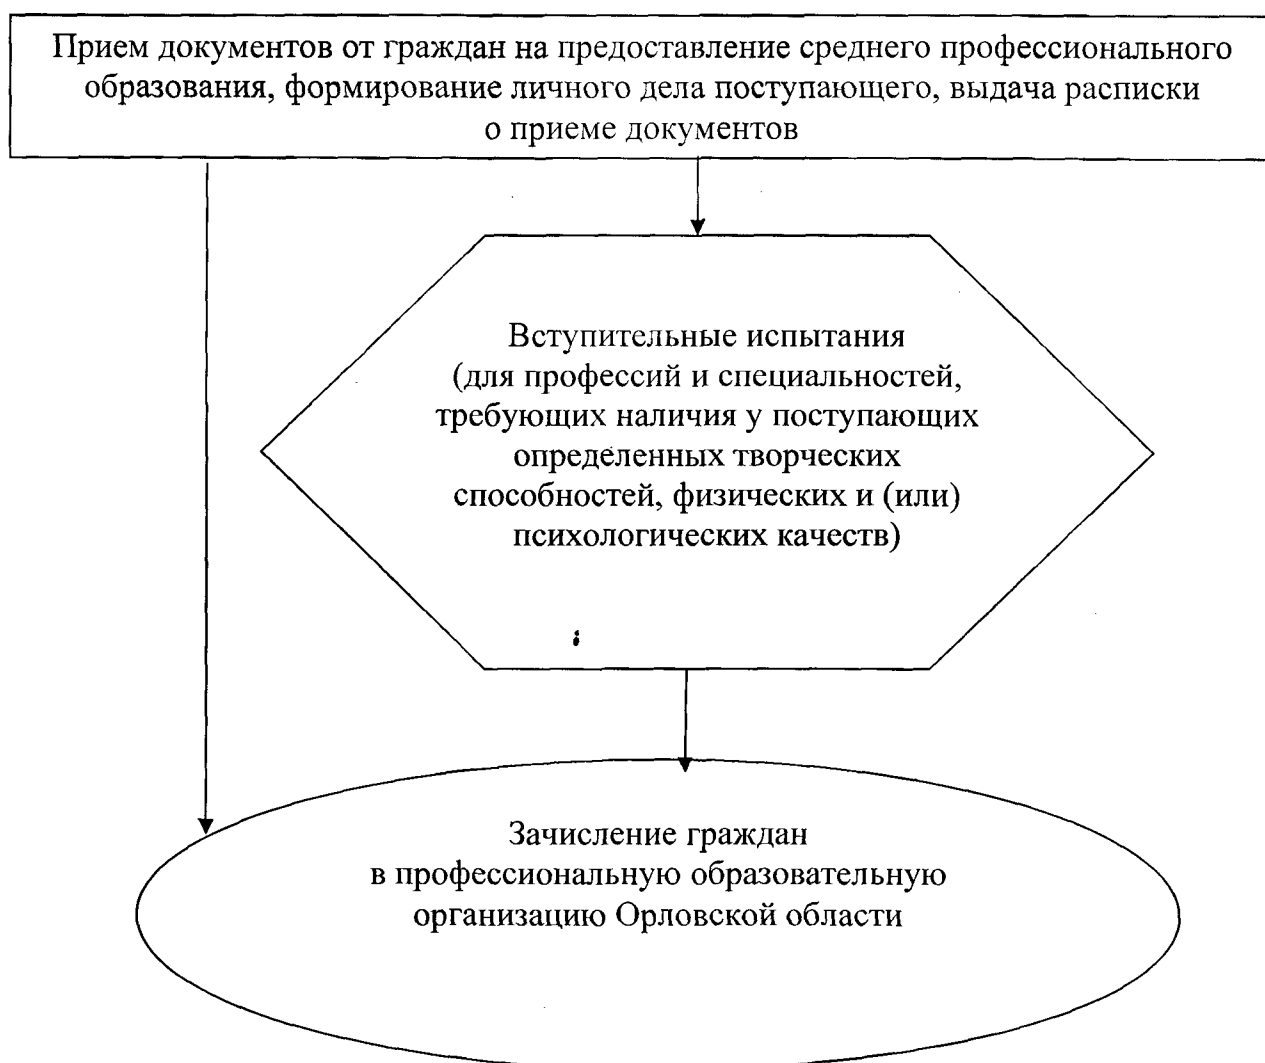 Прием документов от граждан на предоставление среднего профессионального
образования, формирование личного дела поступающего, выдача расписки
о приеме документов
Вступительные испытания
(для профессий и специальностей,
требующих наличия у поступающих
определенных творческих
способностей, физических и (или)
психологических качеств)
Зачисление граждан
в профессиональную образовательную
организацию Орловской области